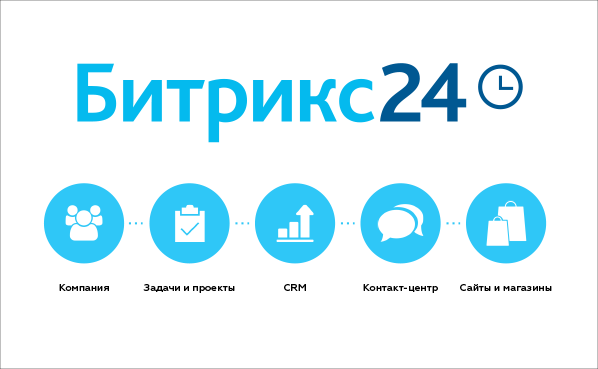 Битрикс24
Компания
Задачи и проекты
CRM
Контакт-центр
Сайты и магазины